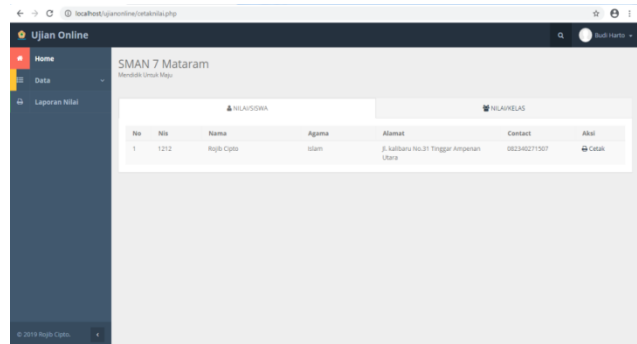 localhost/ujianonline/cetaknilai.php
Ujian Online
Budi Harto
Home
Data
Laporan Nilai
SMAN 7 Mataram
Mendidik Untuk Maju
NILAI/SISWA
NILAI/KELAS
No Nis Nama Agama Alamat Contact Aksi
1 1212 Rojib Cipto Islam Jl. kalibaru No.31 Tinggar Ampenan 082340271507 Cetak
Utara
© 2019 Rojib Cipto